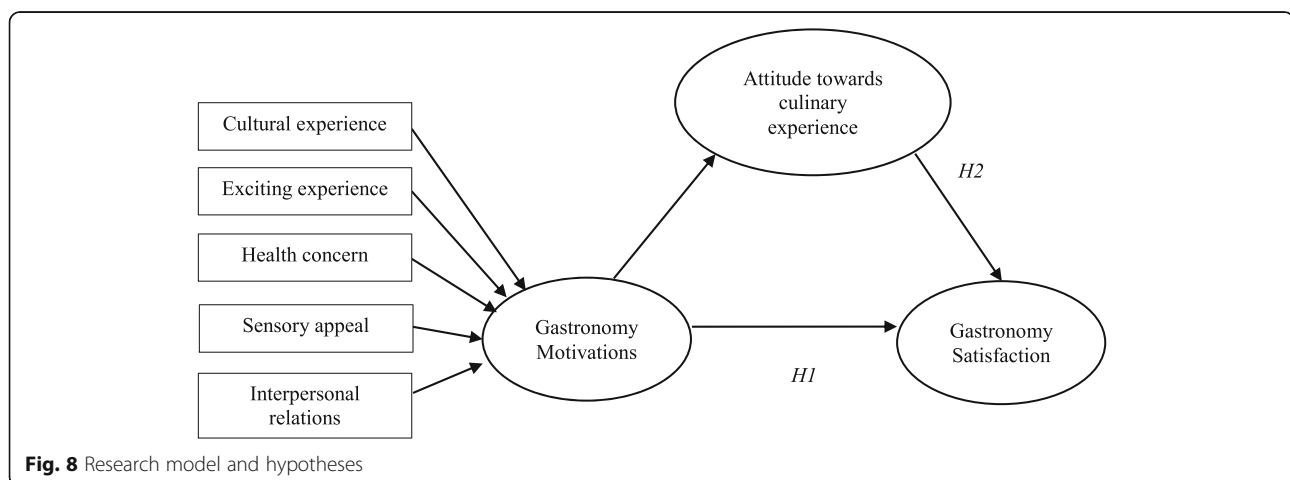 Attitude towards
culinary
experience
Cultural experience
Exciting experience
H2
Health concern
Sensory appeal
Gastronomy
Motivations
Gastronomy
Satisfaction
H1
Interpersonal
relations
Fig. 8 Research model and hypotheses